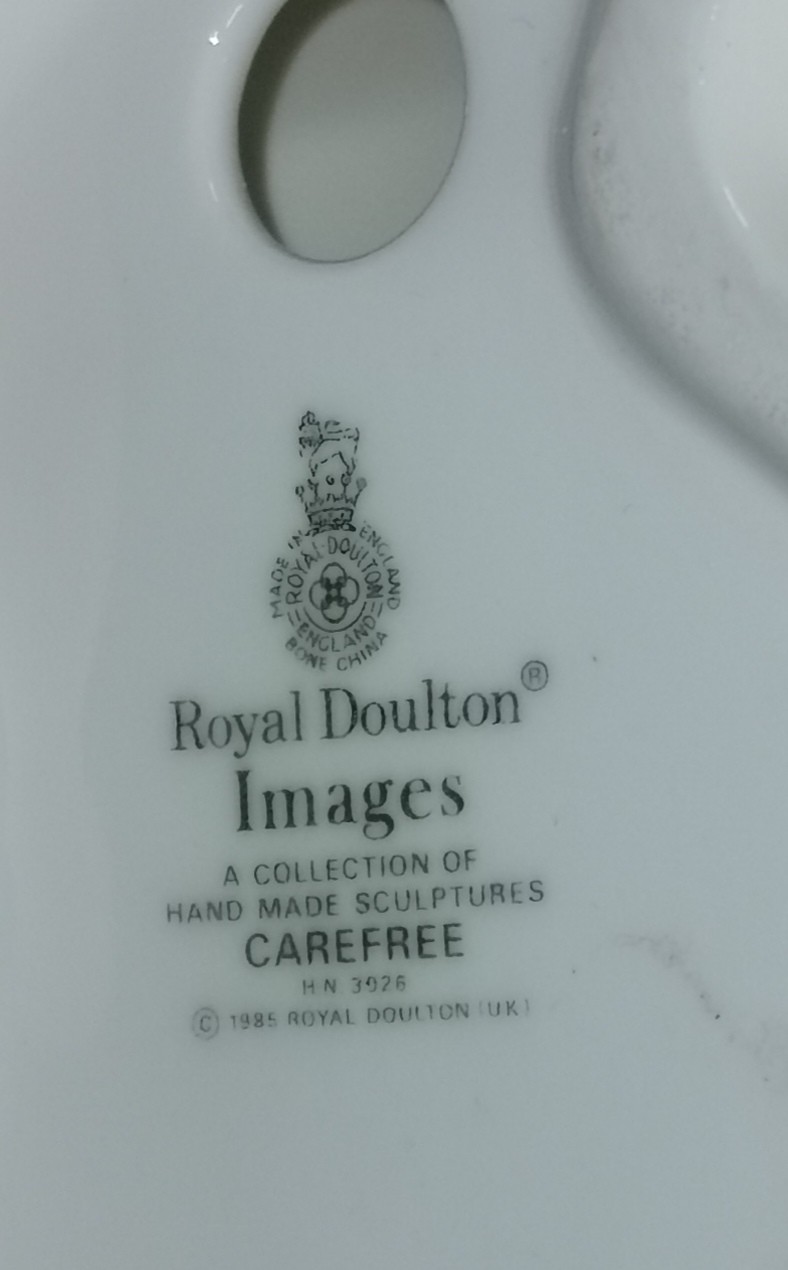 MADE IN ENGLAND
ROYAL DOULTON
ENGLAND
BONE CHINA
Royal Doulton®
Images
A COLLECTION OF
HAND MADE SCULPTURES
CAREFREE
HN 3026
© 1985 ROYAL DOULTON (UK)